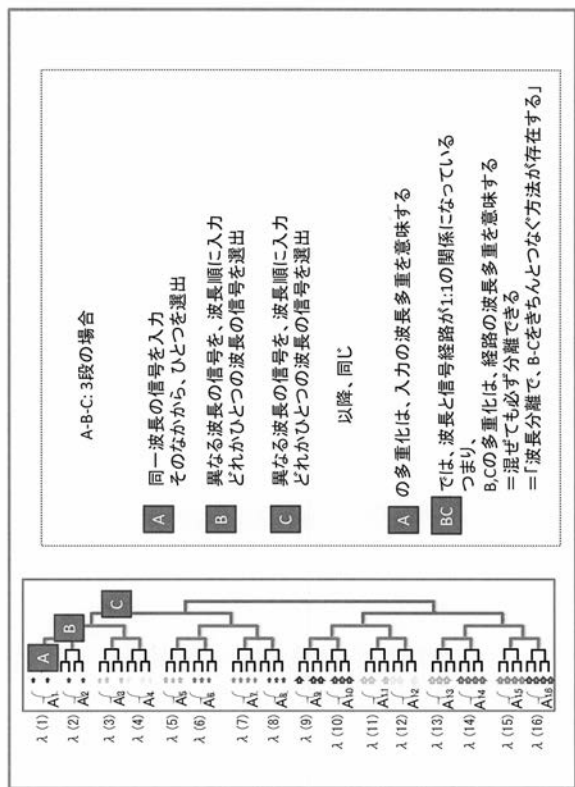 A-B-C: 3段の場合
A
同一波長の信号を入力
そのなかから、ひとつを選出
B
異なる波長の信号を、波長順に入力
どれかひとつの波長の信号を選出
C
異なる波長の信号を、波長順に入力
どれかひとつの波長の信号を選出
以降、同じ
A
の多重化は、入力の波長多重を意味する
BC
では、波長と信号経路が1:1の関係になっている
つまり、
B,Cの多重化は、経路の波長多重を意味する
＝混ぜても必ず分離できる
＝「波長分離で、B-Cをきちんとつなぐ方法が存在する」
A
B
C
λ (1)
λ (2)
λ (3)
λ (4)
λ (5)
λ (6)
λ (7)
λ (8)
λ (9)
λ (10)
λ (11)
λ (12)
λ (13)
λ (14)
λ (15)
λ (16)
A1
A2
A3
A4
A5
A6
A7
A8
A9
A10
A11
A12
A13
A14
A15
A16